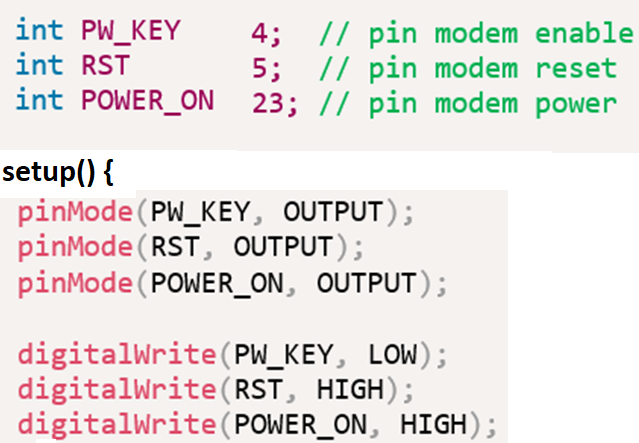 int PW_KEY 4; // pin modem enable
int RST 5; // pin modem reset
int POWER_ON 23; // pin modem power
setup() {
pinMode(PW_KEY, OUTPUT);
pinMode(RST, OUTPUT);
pinMode(POWER_ON, OUTPUT);
digitalWrite(PW_KEY, LOW);
digitalWrite(RST, HIGH);
digitalWrite(POWER_ON, HIGH);